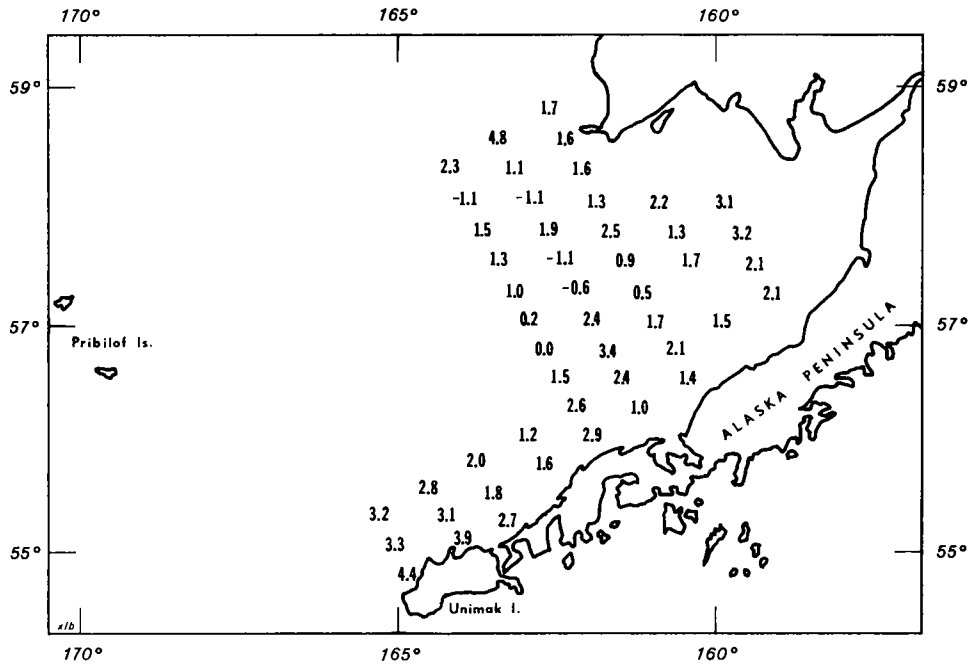 170° 165° 160°
59° 59°
1.7
4.8 1.6
2.3 1.1 1.6
-1.1 -1.1 1.3 2.2 3.1
1.5 1.9 2.5 1.3 3.2
1.3 -1.1 0.9 1.7 2.1
1.0 -0.6 0.5 2.1
57° 0.2 2.4 1.7 1.5 57°
Pribilof Is.
0.0 3.4 2.1
1.5 2.4 1.4
2.6 1.0
ALASKA PENINSULA
1.2 2.9
2.0 1.6
2.8 1.8
3.2 3.1 2.7
55° 3.3 3.9 55°
4.4
Unimak I.
x/b
170° 165° 160°